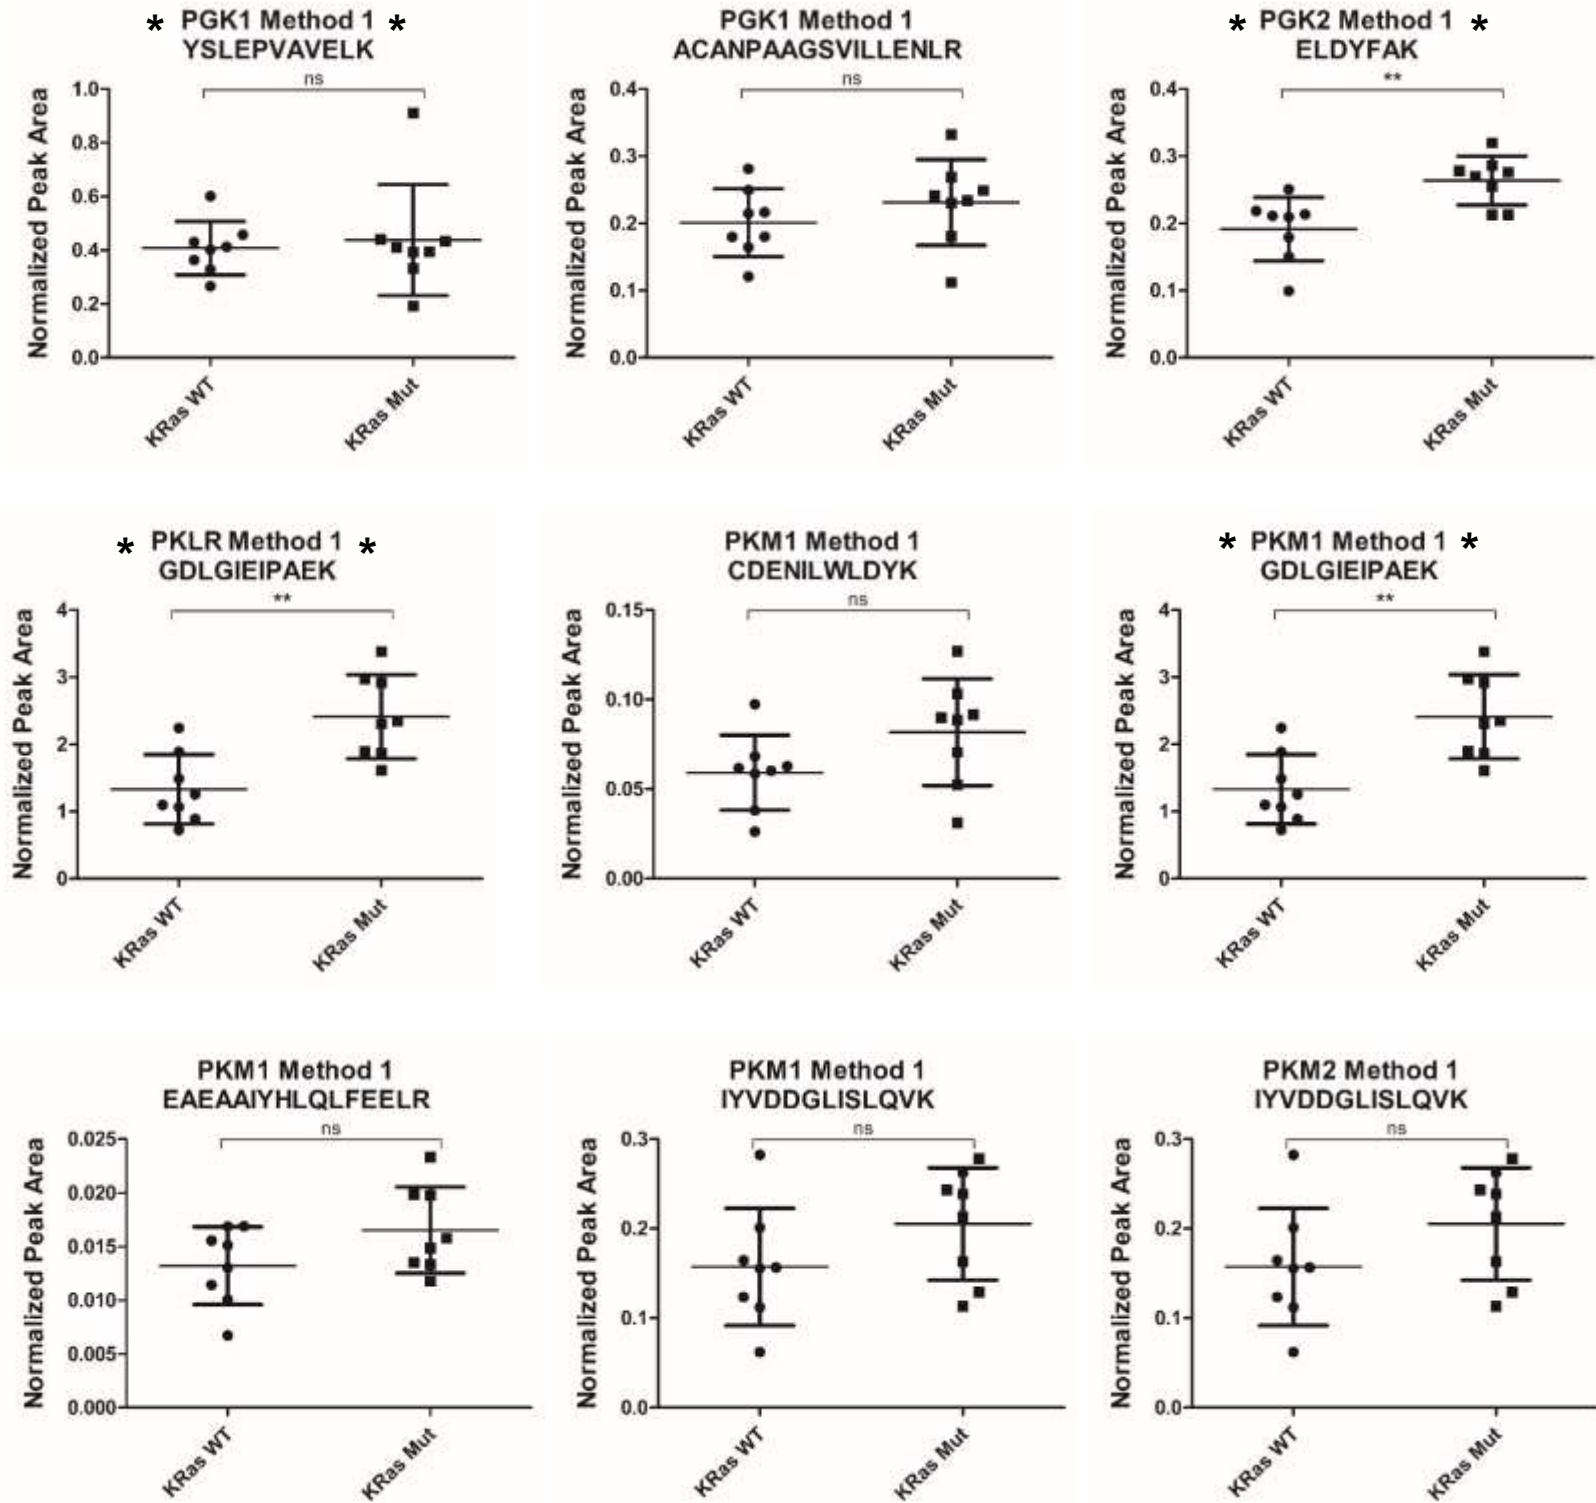 * PGK1 Method 1 *
YSLEPVAVELK
ns
Normalized Peak Area
1.0
0.8
0.6
0.4
0.2
0.0
KRas WT
KRas Mut
PGK1 Method 1
ACANPAAGSVILLENLR
ns
Normalized Peak Area
0.4
0.3
0.2
0.1
0.0
KRas WT
KRas Mut
* PGK2 Method 1 *
ELDYFAK
**
Normalized Peak Area
0.4
0.3
0.2
0.1
0.0
KRas WT
KRas Mut
* PKLR Method 1 *
GDLGIEIPAEK
**
Normalized Peak Area
4
3
2
1
0
KRas WT
KRas Mut
PKM1 Method 1
CDENILWLDYK
ns
Normalized Peak Area
0.15
0.10
0.05
0.00
KRas WT
KRas Mut
* PKM1 Method 1 *
GDLGIEIPAEK
**
Normalized Peak Area
4
3
2
1
0
KRas WT
KRas Mut
PKM1 Method 1
EAEAAIYHLQLFEELR
ns
Normalized Peak Area
0.025
0.020
0.015
0.010
0.005
0.000
KRas WT
KRas Mut
PKM1 Method 1
IYVDDGLISLQVK
ns
Normalized Peak Area
0.3
0.2
0.1
0.0
KRas WT
KRas Mut
PKM2 Method 1
IYVDDGLISLQVK
ns
Normalized Peak Area
0.3
0.2
0.1
0.0
KRas WT
KRas Mut